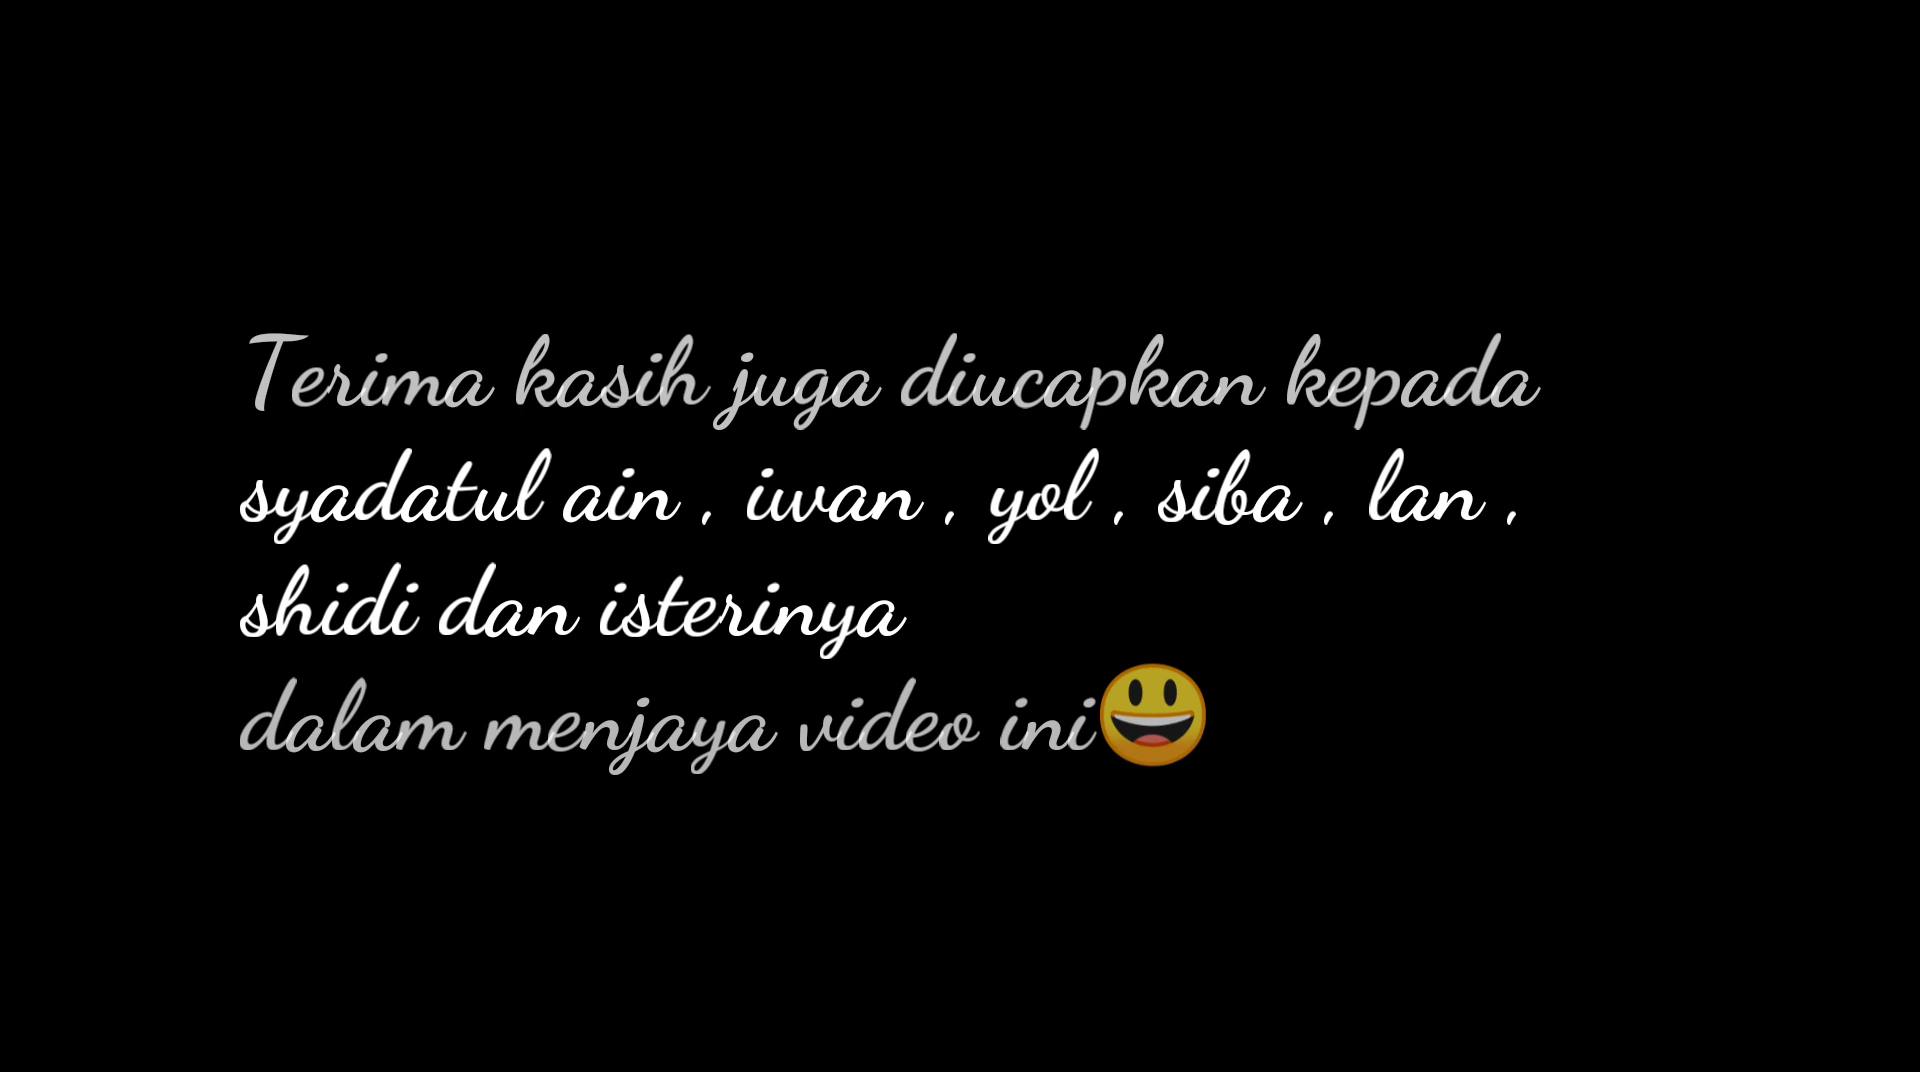 Terima kasih juga diucapkan kepada
syadatul ain , iwan , yol , siba , lan ,
shidi dan isterinya
dalam menjaya video ini😃